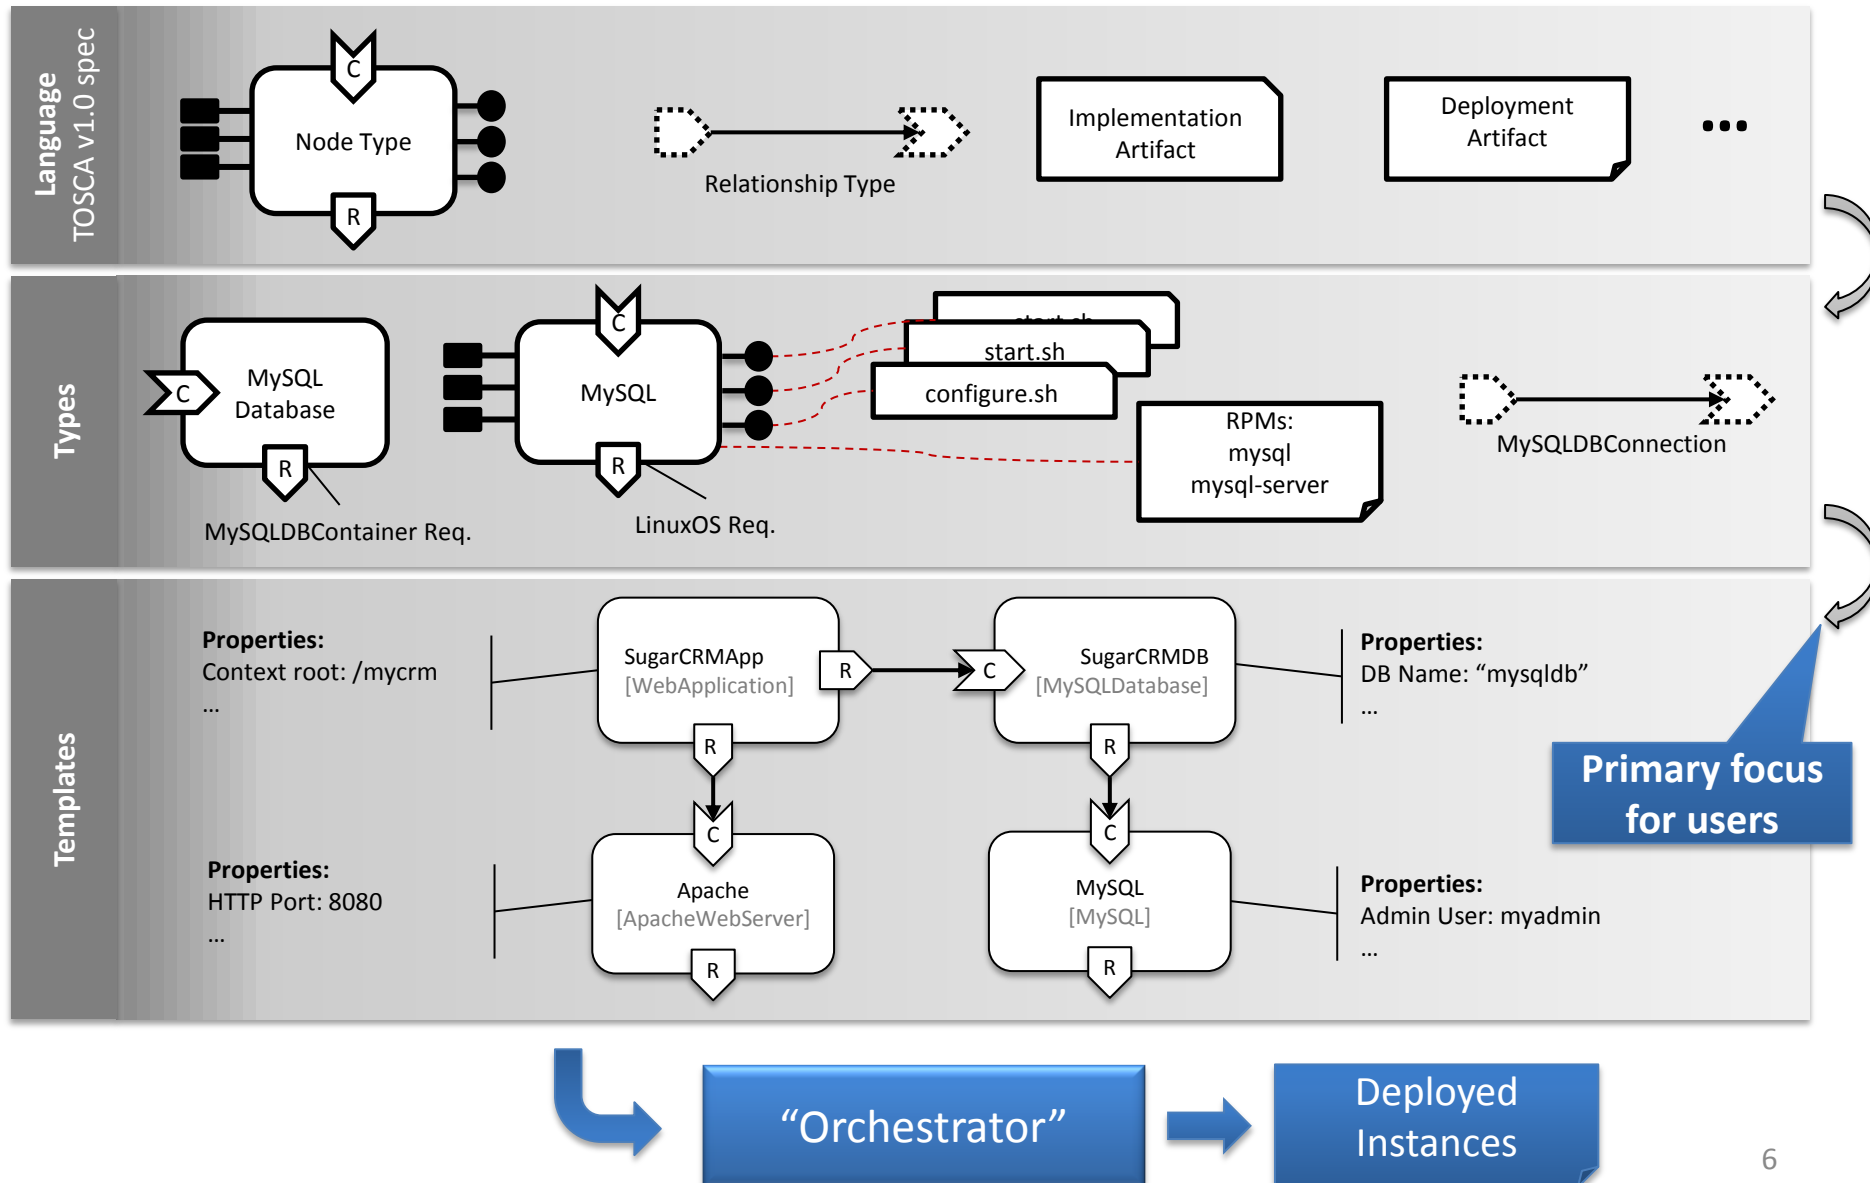 Language
TOSCA v1.0 spec
C
Node Type
R
Relationship Type
Implementation
Artifact
Deployment
Artifact
...
Types
C
MySQL
Database
R
MySQLDBContainer Req.
C
MySQL
R
LinuxOS Req.
start.sh
start.sh
configure.sh
RPMs:
mysql
mysql-server
MySQLDBConnection
Templates
Properties:
Context root: /mycrm
...
SugarCRMApp
[WebApplication]
R
R
C
SugarCRMDB
[MySQLDatabase]
R
Properties:
DB Name: “mysqldb”
...
Primary focus
for users
Properties:
HTTP Port: 8080
...
C
Apache
[ApacheWebServer]
R
C
MySQL
[MySQL]
R
Properties:
Admin User: myadmin
...
“Orchestrator”
Deployed
Instances
6